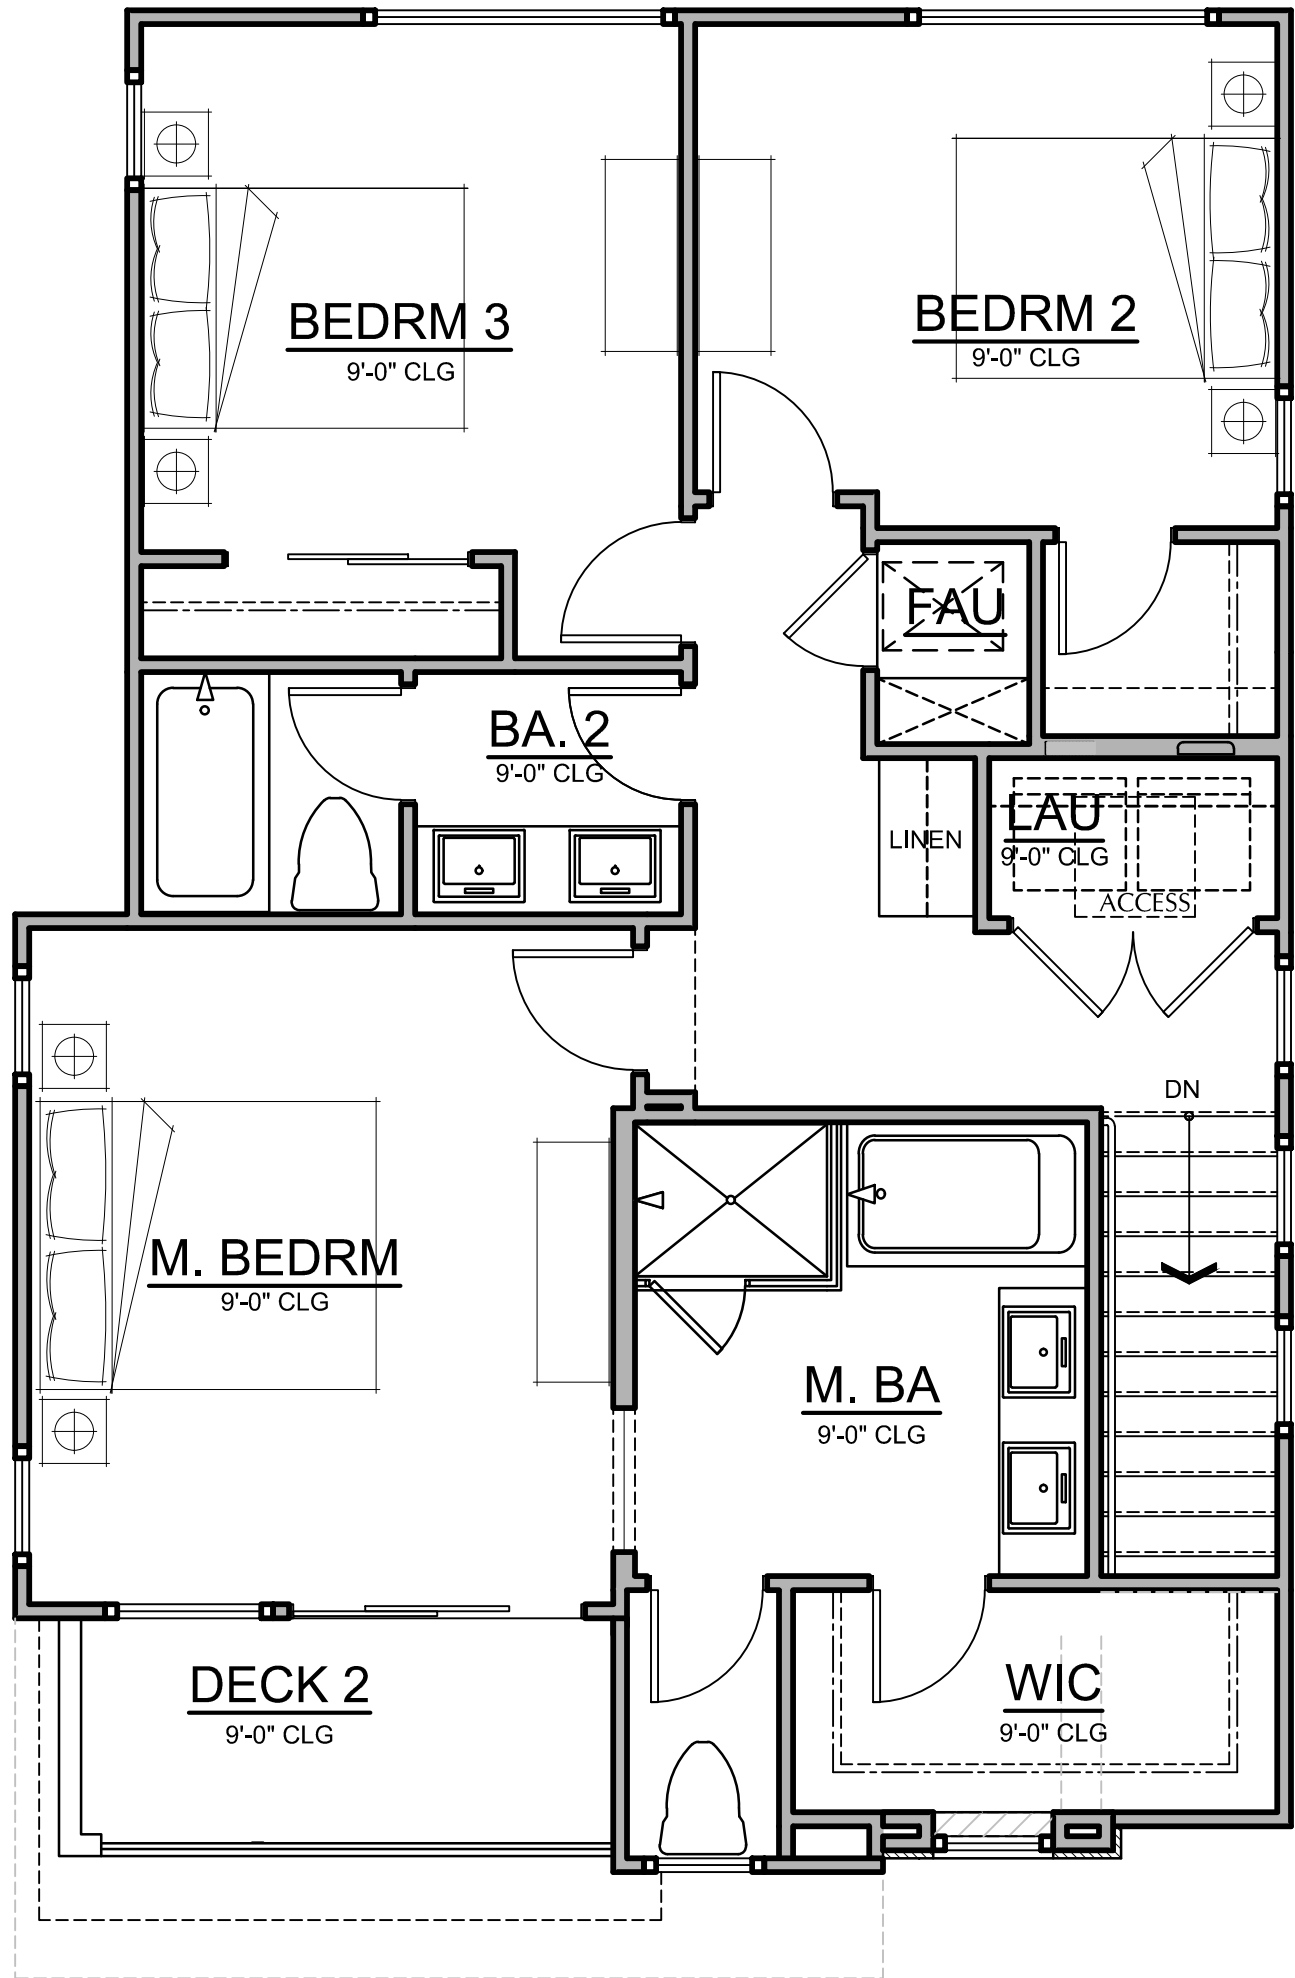 BEDRM 3
9'-0" CLG
BEDRM 2
9'-0" CLG
FAU
BA. 2
9'-0" CLG
LINEN
LAU
9'-0" CLG
ACCESS
DN
M. BEDRM
9'-0" CLG
M. BA
9'-0" CLG
DECK 2
9'-0" CLG
WIC
9'-0" CLG